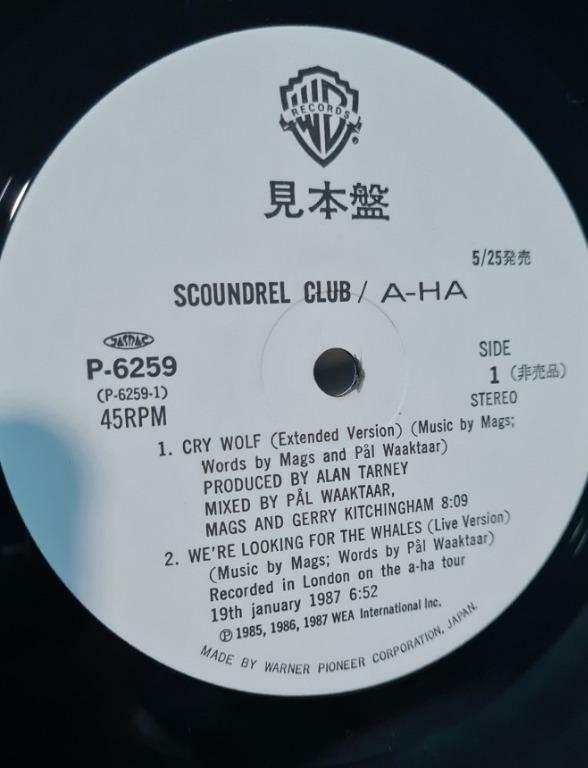 WB
RECORDS
見本盤
5/25発売
SCOUNDREL CLUB / A-HA
JASRAC
P-6259
(P-6259-1)
45RPM
SIDE
1 (非売品)
STEREO
1. CRY WOLF (Extended Version) (Music by Mags;
Words by Mags and Pål Waaktaar)
PRODUCED BY ALAN TARNEY
MIXED BY PÅL WAAKTAAR,
MAGS AND GERRY KITCHINGHAM 8:09
2. WE'RE LOOKING FOR THE WHALES (Live Version)
(Music by Mags; Words by Pål Waaktaar)
Recorded in London on the a-ha tour
19th january 1987 6:52
Ⓟ 1985, 1986, 1987 WEA International Inc.
MADE BY WARNER PIONEER CORPORATION, JAPAN.